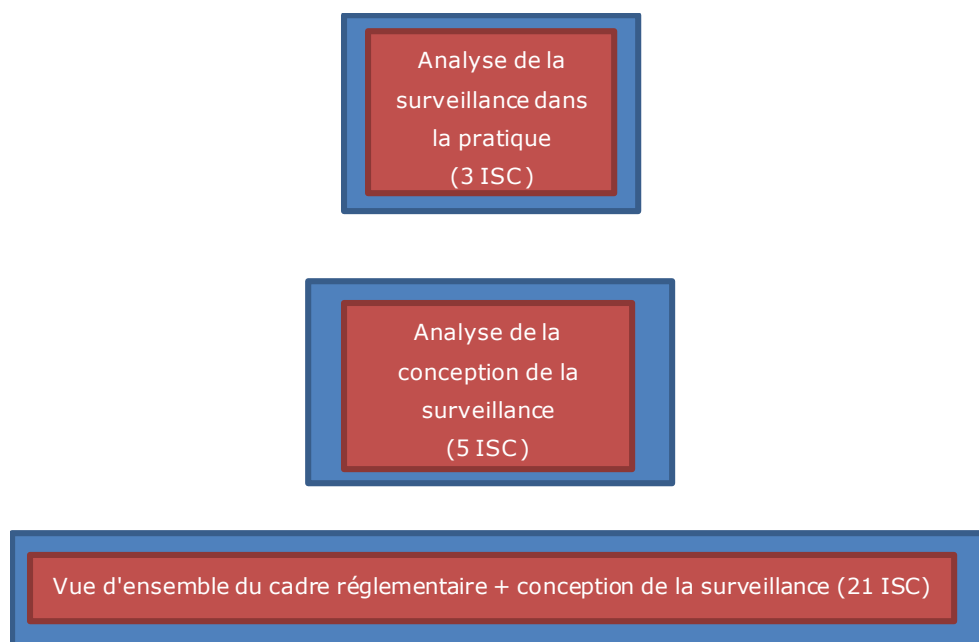 Analyse de la
surveillance dans
la pratique
(3 ISC)
Analyse de la
conception de la
surveillance
(5 ISC)
Vue d'ensemble du cadre réglementaire + conception de la surveillance (21 ISC)